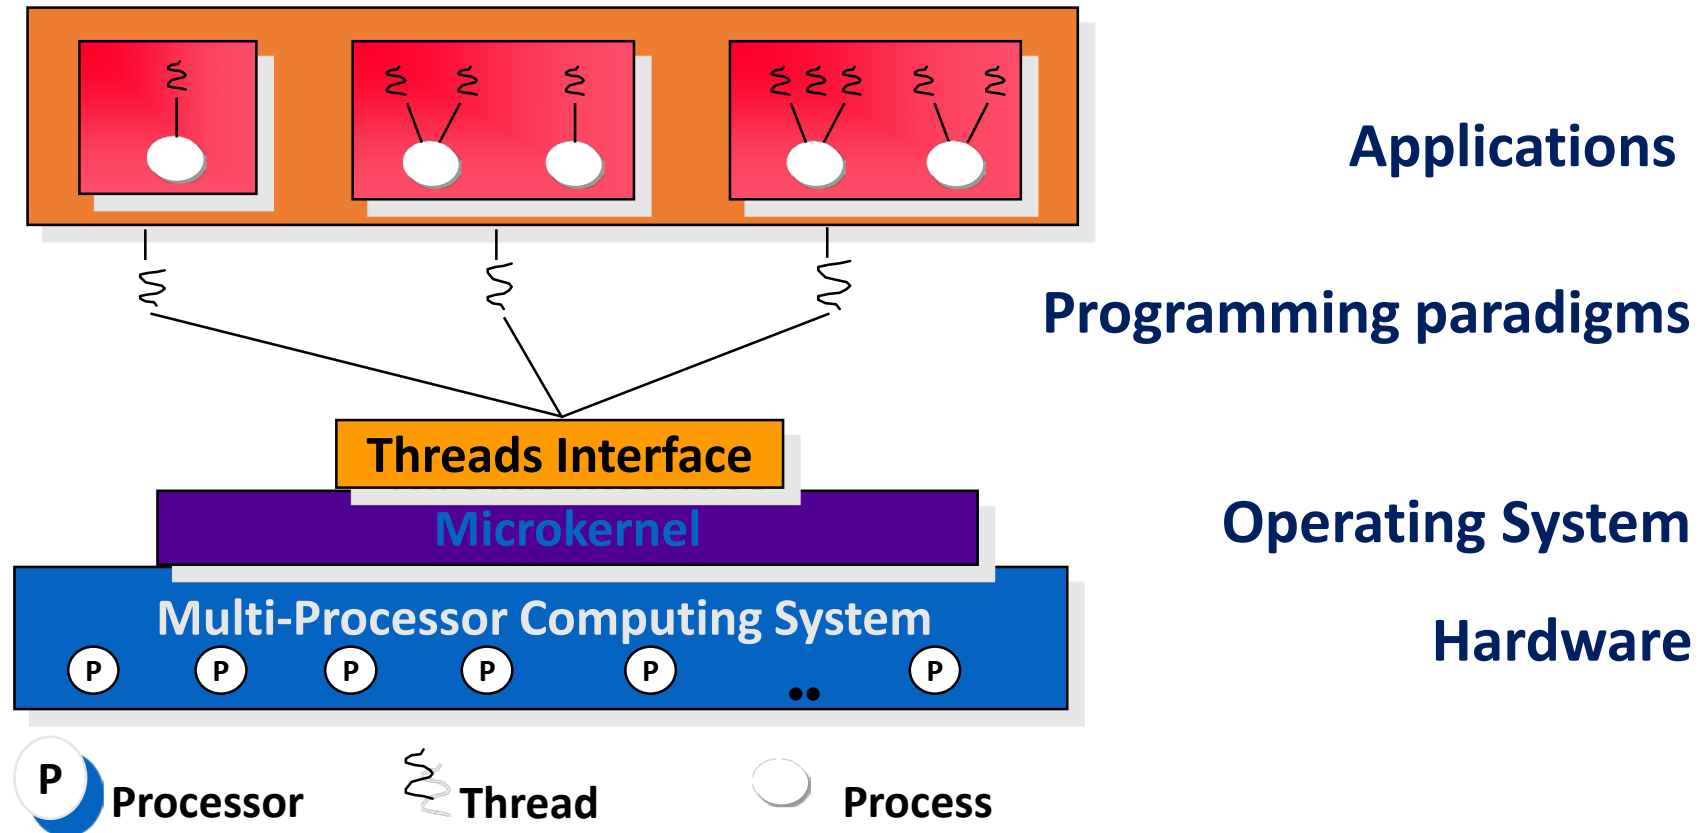 Applications
Programming paradigms
Threads Interface
Microkernel
Operating System
Multi-Processor Computing System
Hardware
P P P P P •• P
P Processor Thread Process